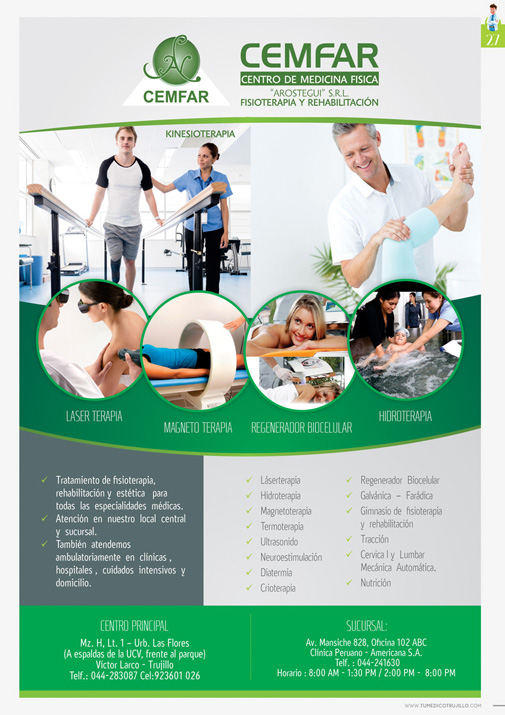 27
CEMFAR
CEMFAR
CENTRO DE MEDICINA FISICA
"AROSTEGUI" S.R.L.
FISIOTERAPIA Y REHABILITACIÓN
KINESIOTERAPIA
LASER TERAPIA
MAGNETO TERAPIA
REGENERADOR BIOCELULAR
HIDROTERAPIA
Tratamiento de fisioterapia,
rehabilitación y estética para
todas las especialidades médicas.
Atención en nuestro local central
y sucursal.
También atendemos
ambulatoriamente en clinicas ,
hospitales , cuidados intensivos y
domicilio.
Láserterapia
Hidroterapia
Magnetoterapia
Termoterapia
Ultrasonido
Neuroestimulación
Diatermia
Crioterapia
Regenerador Biocelular
Galvánica – Farádica
Gimnasio de fisioterapia
y rehabilitación
Tracción
Cervica l y Lumbar
Mecánica Automática.
Nutrición
CENTRO PRINCIPAL
Mz. H, Lt. 1 – Urb. Las Flores
(A espaldas de la UCV, frente al parque)
Víctor Larco - Trujillo
Telf.: 044-283087 Cel:923601 026
SUCURSAL:
Av. Mansiche 828, Oficina 102 ABC
Clínica Peruano - Americana S.A.
Telf. : 044-241630
Horario : 8:00 AM - 1:30 PM / 2:00 PM - 8:00 PM
WWW.TUMEDICOTRUJILLO.COM